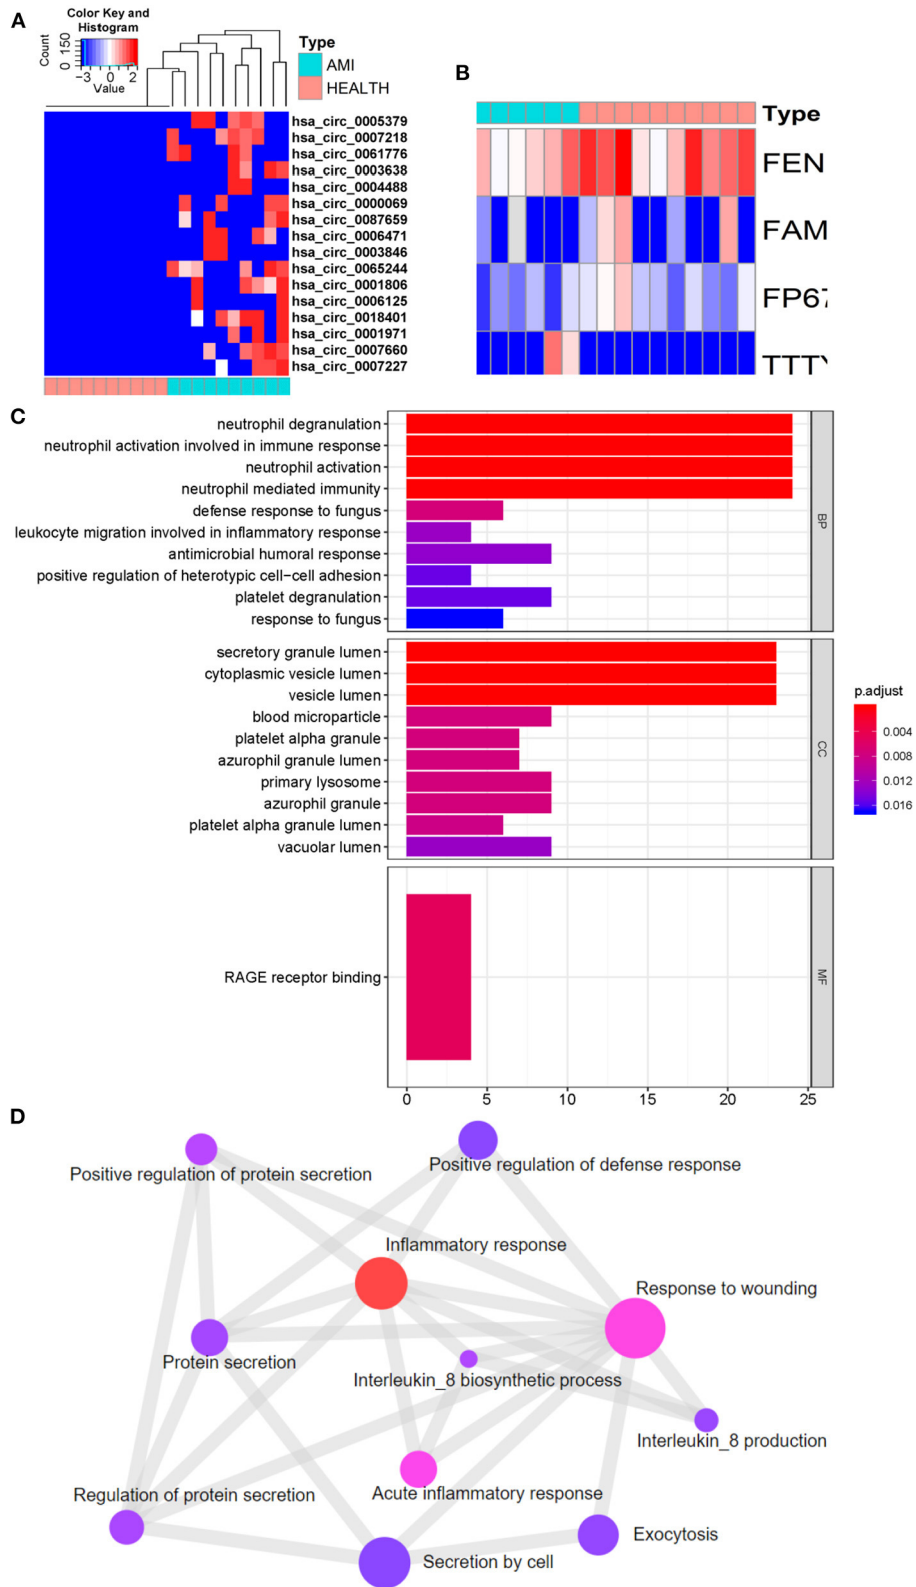 A
Color Key and
Histogram
Count
0 50 150
-3 0 2
Value
Type
AMI
HEALTH
hsa_circ_0005379
hsa_circ_0007218
hsa_circ_0061776
hsa_circ_0003638
hsa_circ_0004488
hsa_circ_0000069
hsa_circ_0087659
hsa_circ_0006471
hsa_circ_0003846
hsa_circ_0065244
hsa_circ_0001806
hsa_circ_0006125
hsa_circ_0018401
hsa_circ_0001971
hsa_circ_0007660
hsa_circ_0007227
B
Type
FEN
FAM
FP67
TTTY
C
neutrophil degranulation
neutrophil activation involved in immune response
neutrophil activation
neutrophil mediated immunity
defense response to fungus
leukocyte migration involved in inflammatory response
antimicrobial humoral response
positive regulation of heterotypic cell−cell adhesion
platelet degranulation
response to fungus
BP
secretory granule lumen
cytoplasmic vesicle lumen
vesicle lumen
blood microparticle
platelet alpha granule
azurophil granule lumen
primary lysosome
azurophil granule
platelet alpha granule lumen
vacuolar lumen
CC
RAGE receptor binding
MF
0 5 10 15 20 25
p.adjust
0.004
0.008
0.012
0.016
D
Positive regulation of protein secretion
Positive regulation of defense response
Inflammatory response
Response to wounding
Protein secretion
Interleukin_8 biosynthetic process
Interleukin_8 production
Acute inflammatory response
Regulation of protein secretion
Exocytosis
Secretion by cell